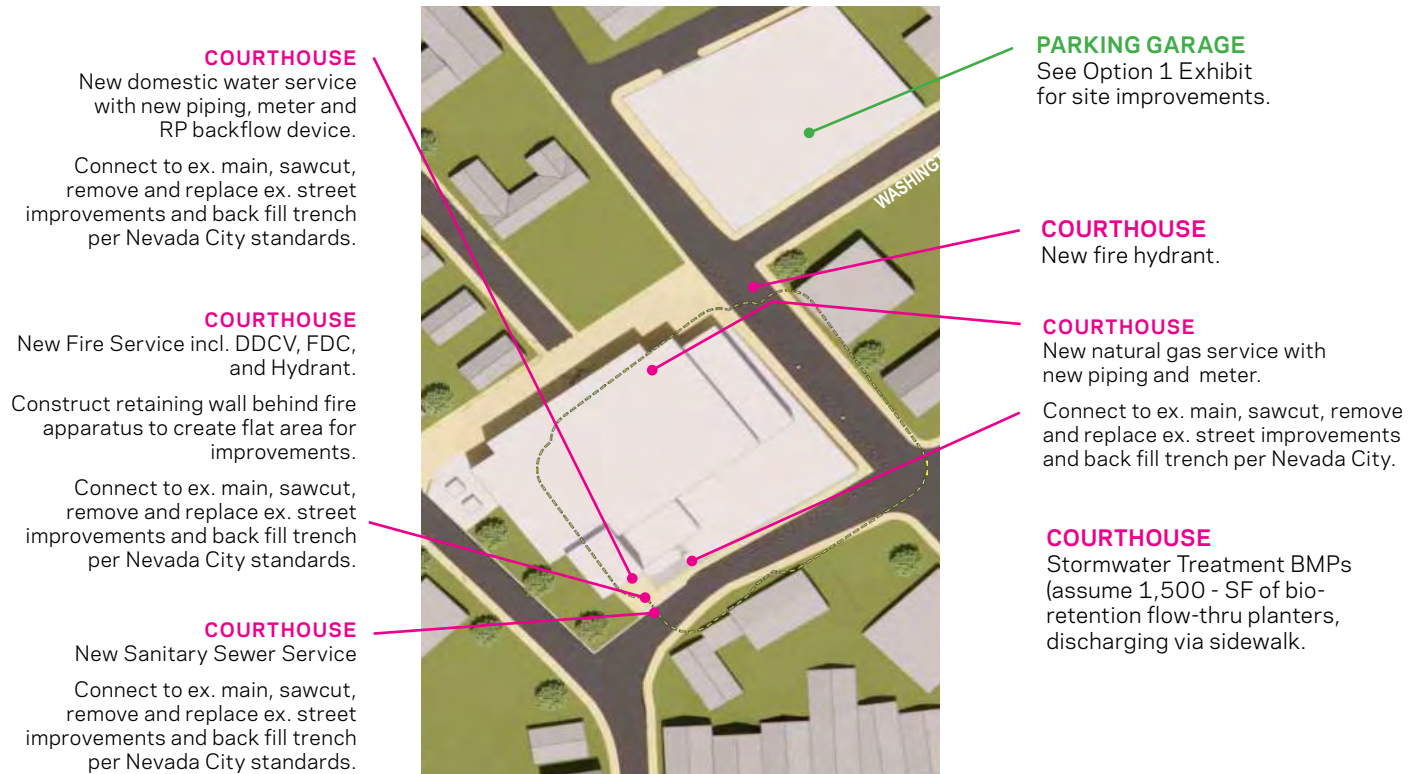 COURTHOUSE
New domestic water service
with new piping, meter and
RP backflow device.
Connect to ex. main, sawcut,
remove and replace ex. street
improvements and back fill trench
per Nevada City standards.
COURTHOUSE
New Fire Service incl. DDCV, FDC,
and Hydrant.
Construct retaining wall behind fire
apparatus to create flat area for
improvements.
Connect to ex. main, sawcut,
remove and replace ex. street
improvements and back fill trench
per Nevada City standards.
COURTHOUSE
New Sanitary Sewer Service
Connect to ex. main, sawcut,
remove and replace ex. street
improvements and back fill trench
per Nevada City standards.
WASHINGT
PARKING GARAGE
See Option 1 Exhibit
for site improvements.
COURTHOUSE
New fire hydrant.
COURTHOUSE
New natural gas service with
new piping and  meter.
Connect to ex. main, sawcut, remove
and replace ex. street improvements
and back fill trench per Nevada City.
COURTHOUSE
Stormwater Treatment BMPs
(assume 1,500 - SF of bio-
retention flow-thru planters,
discharging via sidewalk.